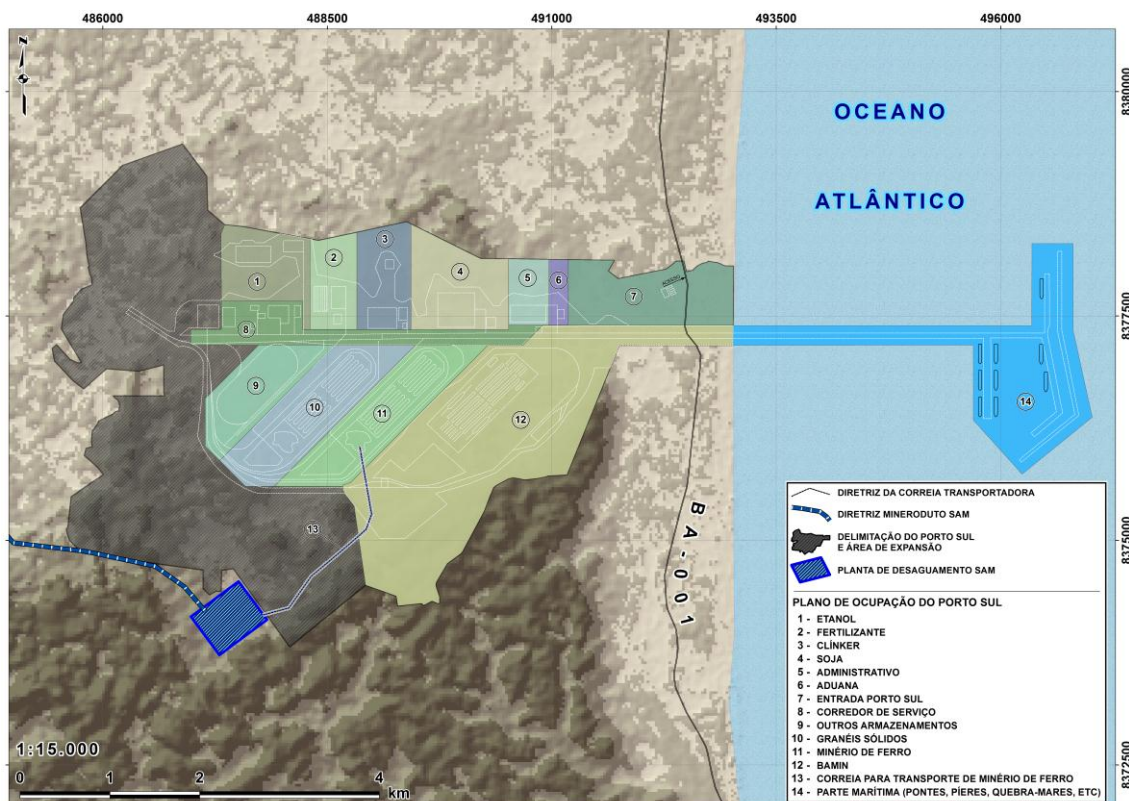 486000
488500
491000
493500
496000
N
8380000
OCEANO
ATLÂNTICO
3
2
1
4
5
6
7
ACESSO
8377500
8
9
10
11
12
14
13
BA-001
8375000
DIRETRIZ DA CORREIA TRANSPORTADORA
DIRETRIZ MINERODUTO SAM
DELIMITAÇÃO DO PORTO SUL
E ÁREA DE EXPANSÃO
PLANTA DE DESAGUAMENTO SAM
PLANO DE OCUPAÇÃO DO PORTO SUL
1 - ETANOL
2 - FERTILIZANTE
3 - CLÍNKER
4 - SOJA
5 - ADMINISTRATIVO
6 - ADUANA
7 - ENTRADA PORTO SUL
8 - CORREDOR DE SERVIÇO
9 - OUTROS ARMAZENAMENTOS
10 - GRANÉIS SÓLIDOS
11 - MINÉRIO DE FERRO
12 - BAMIN
13 - CORREIA PARA TRANSPORTE DE MINÉRIO DE FERRO
14 - PARTE MARÍTIMA (PONTES, PÍERES, QUEBRA-MARES, ETC)
8372500
1:15.000
0 1 2 4
km